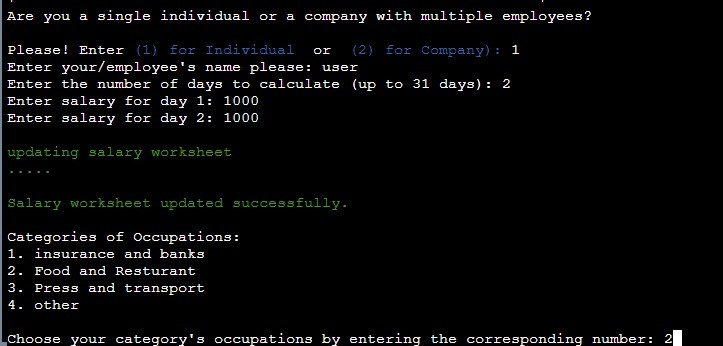 Are you a single individual or a company with multiple employees?
Please! Enter (1) for Individual  or  (2) for Company): 1
Enter your/employee's name please: user
Enter the number of days to calculate (up to 31 days): 2
Enter salary for day 1: 1000
Enter salary for day 2: 1000
updating salary worksheet
.....
Salary worksheet updated successfully.
Categories of Occupations:
1. insurance and banks
2. Food and Resturant
3. Press and transport
4. other
Choose your category's occupations by entering the corresponding number: 2